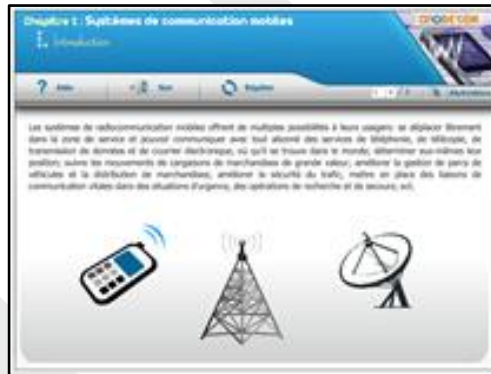 Chapitre 1 : Systèmes de communication mobiles
1. Introduction
? Aide Son Régler
Les systèmes de radiocommunication mobiles offrent de multiples possibilités à leurs usagers: se déplacer librement
dans la zone de service et pouvoir communiquer avec tout abonné des services de téléphonie, de télécopie, de
transmission de données et de courrier électronique, où qu'il se trouve dans le monde; déterminer eux-mêmes leur
position; suivre les mouvements de cargaisons de marchandises de grande valeur; améliorer la gestion de parcs de
véhicules et la distribution de marchandises; améliorer la sécurité du trafic, mettre en place des liaisons de
communication vitales dans des situations d'urgence, des opérations de recherche et de secours, ect.